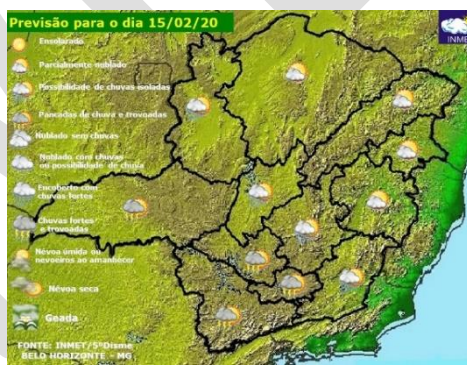 Previsão para o dia 15/02/20
INMET
Ensolarado
Parcialmente nublado
Possibilidade de chuvas isoladas
Pancadas de chuva e trovoadas
Nublado sem chuvas
Nublado com chuvas
ou possibilidade de chuva
Encoberto com
chuvas fortes
Chuvas fortes
e trovoadas
Névoa úmida ou
nevoeiros ao amanhecer
Névoa seca
Geada
FONTE: INMET/5ºDisme
BELO HORIZONTE - MG